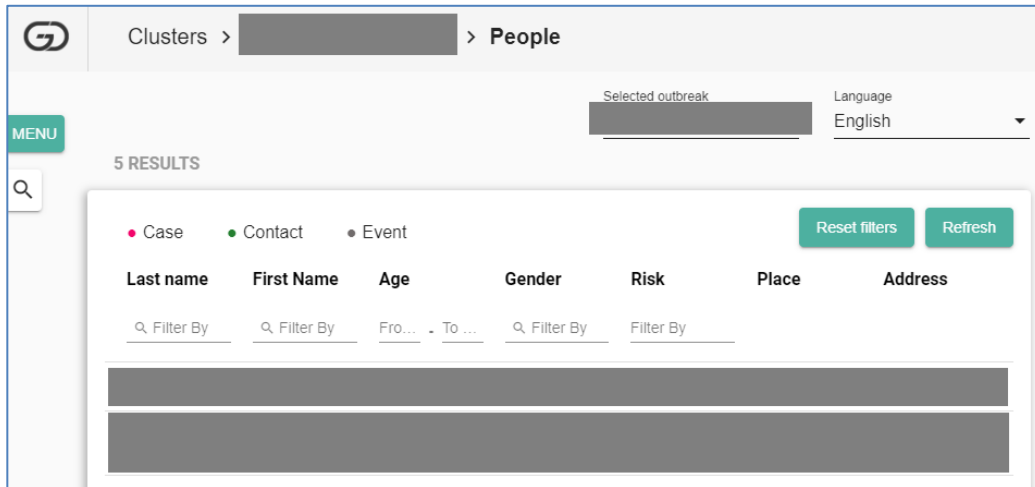 Clusters > > People
Selected outbreak
Language
English
MENU
5 RESULTS
Case Contact Event
Reset filters Refresh
Last name First Name Age Gender Risk Place Address
Filter By Filter By Fro... - To ... Filter By Filter By